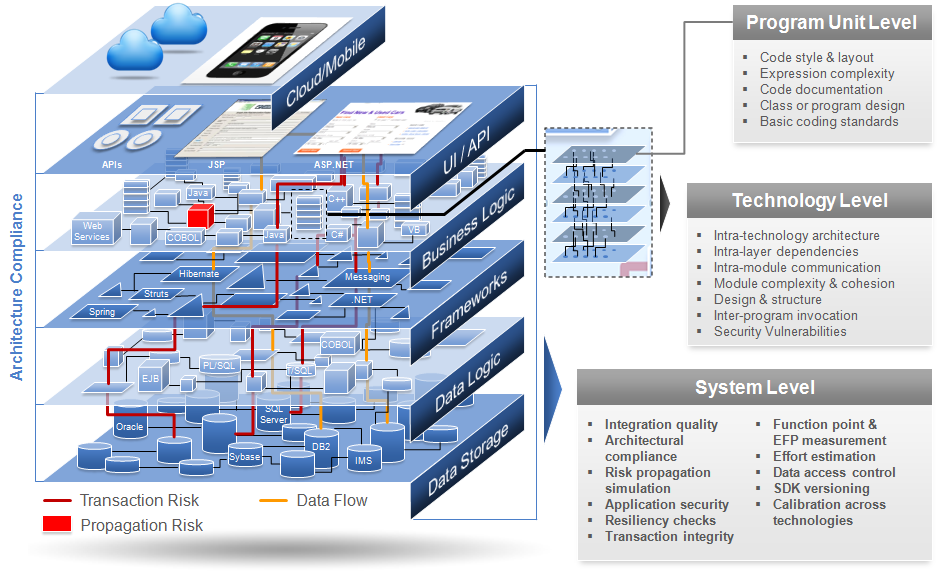 Cloud/Mobile
APIs
JSP
ASP.NET
UI / API
Java
C++
Web
Services
COBOL
Java
C#
VB
Business Logic
Hibernate
Messaging
Struts
.NET
Spring
Frameworks
COBOL
PL/SQL
T/SQL
EJB
Data Logic
SQL
Server
Oracle
DB2
Sybase
IMS
Data Storage
Architecture Compliance
Transaction Risk
Data Flow
Propagation Risk
Program Unit Level
Code style & layout
Expression complexity
Code documentation
Class or program design
Basic coding standards
Technology Level
Intra-technology architecture
Intra-layer dependencies
Intra-module communication
Module complexity & cohesion
Design & structure
Inter-program invocation
Security Vulnerabilities
System Level
Integration quality
Architectural
compliance
Risk propagation
simulation
Application security
Resiliency checks
Transaction integrity
Function point &
EFP measurement
Effort estimation
Data access control
SDK versioning
Calibration across
technologies